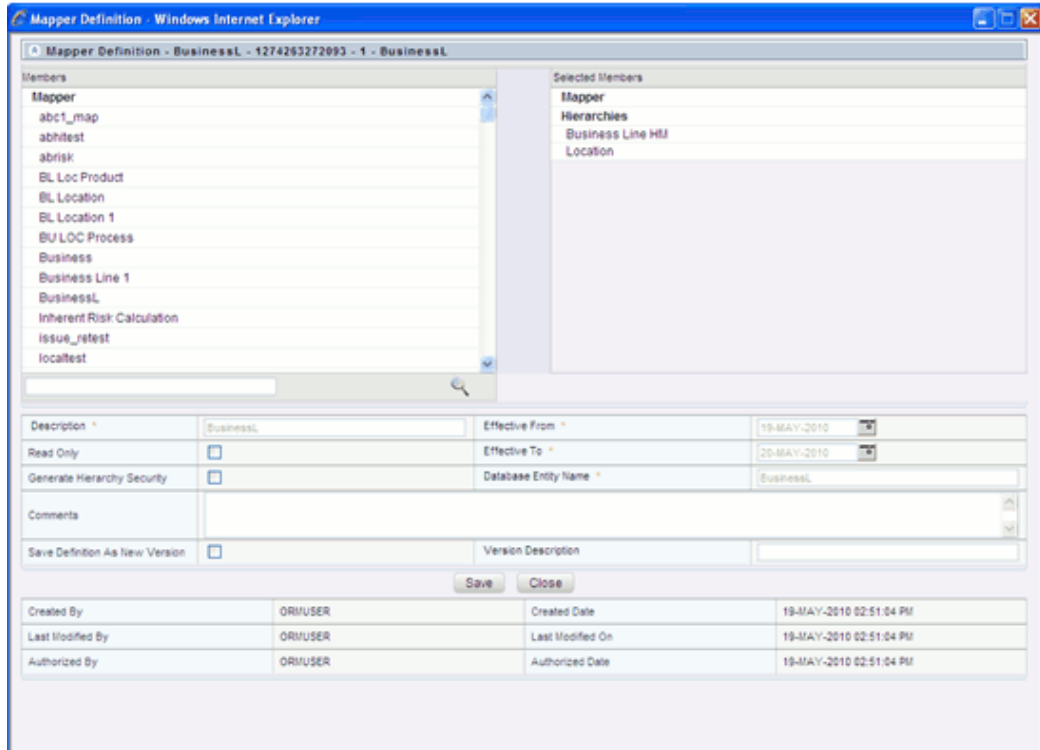 Mapper Definition - Windows Internet Explorer
Mapper Definition - BusinessL - 1274263272093 - 1 - BusinessL
Members
Mapper
abc1_map
abhitest
abrisk
BL Loc Product
BL Location
BL Location 1
BU LOC Process
Business
Business Line 1
BusinessL
Inherent Risk Calculation
issue_retest
localtest
Selected Members
Mapper
Hierarchies
Business Line HM
Location
Description * BusinessL Effective From * 19-MAY-2010
Read Only Effective To * 20-MAY-2010
Generate Hierarchy Security Database Entity Name * BusinessL
Comments
Save Definition As New Version Version Description
Save Close
Created By ORMUSER Created Date 19-MAY-2010 02:51:04 PM
Last Modified By ORMUSER Last Modified On 19-MAY-2010 02:51:04 PM
Authorized By ORMUSER Authorized Date 19-MAY-2010 02:51:04 PM